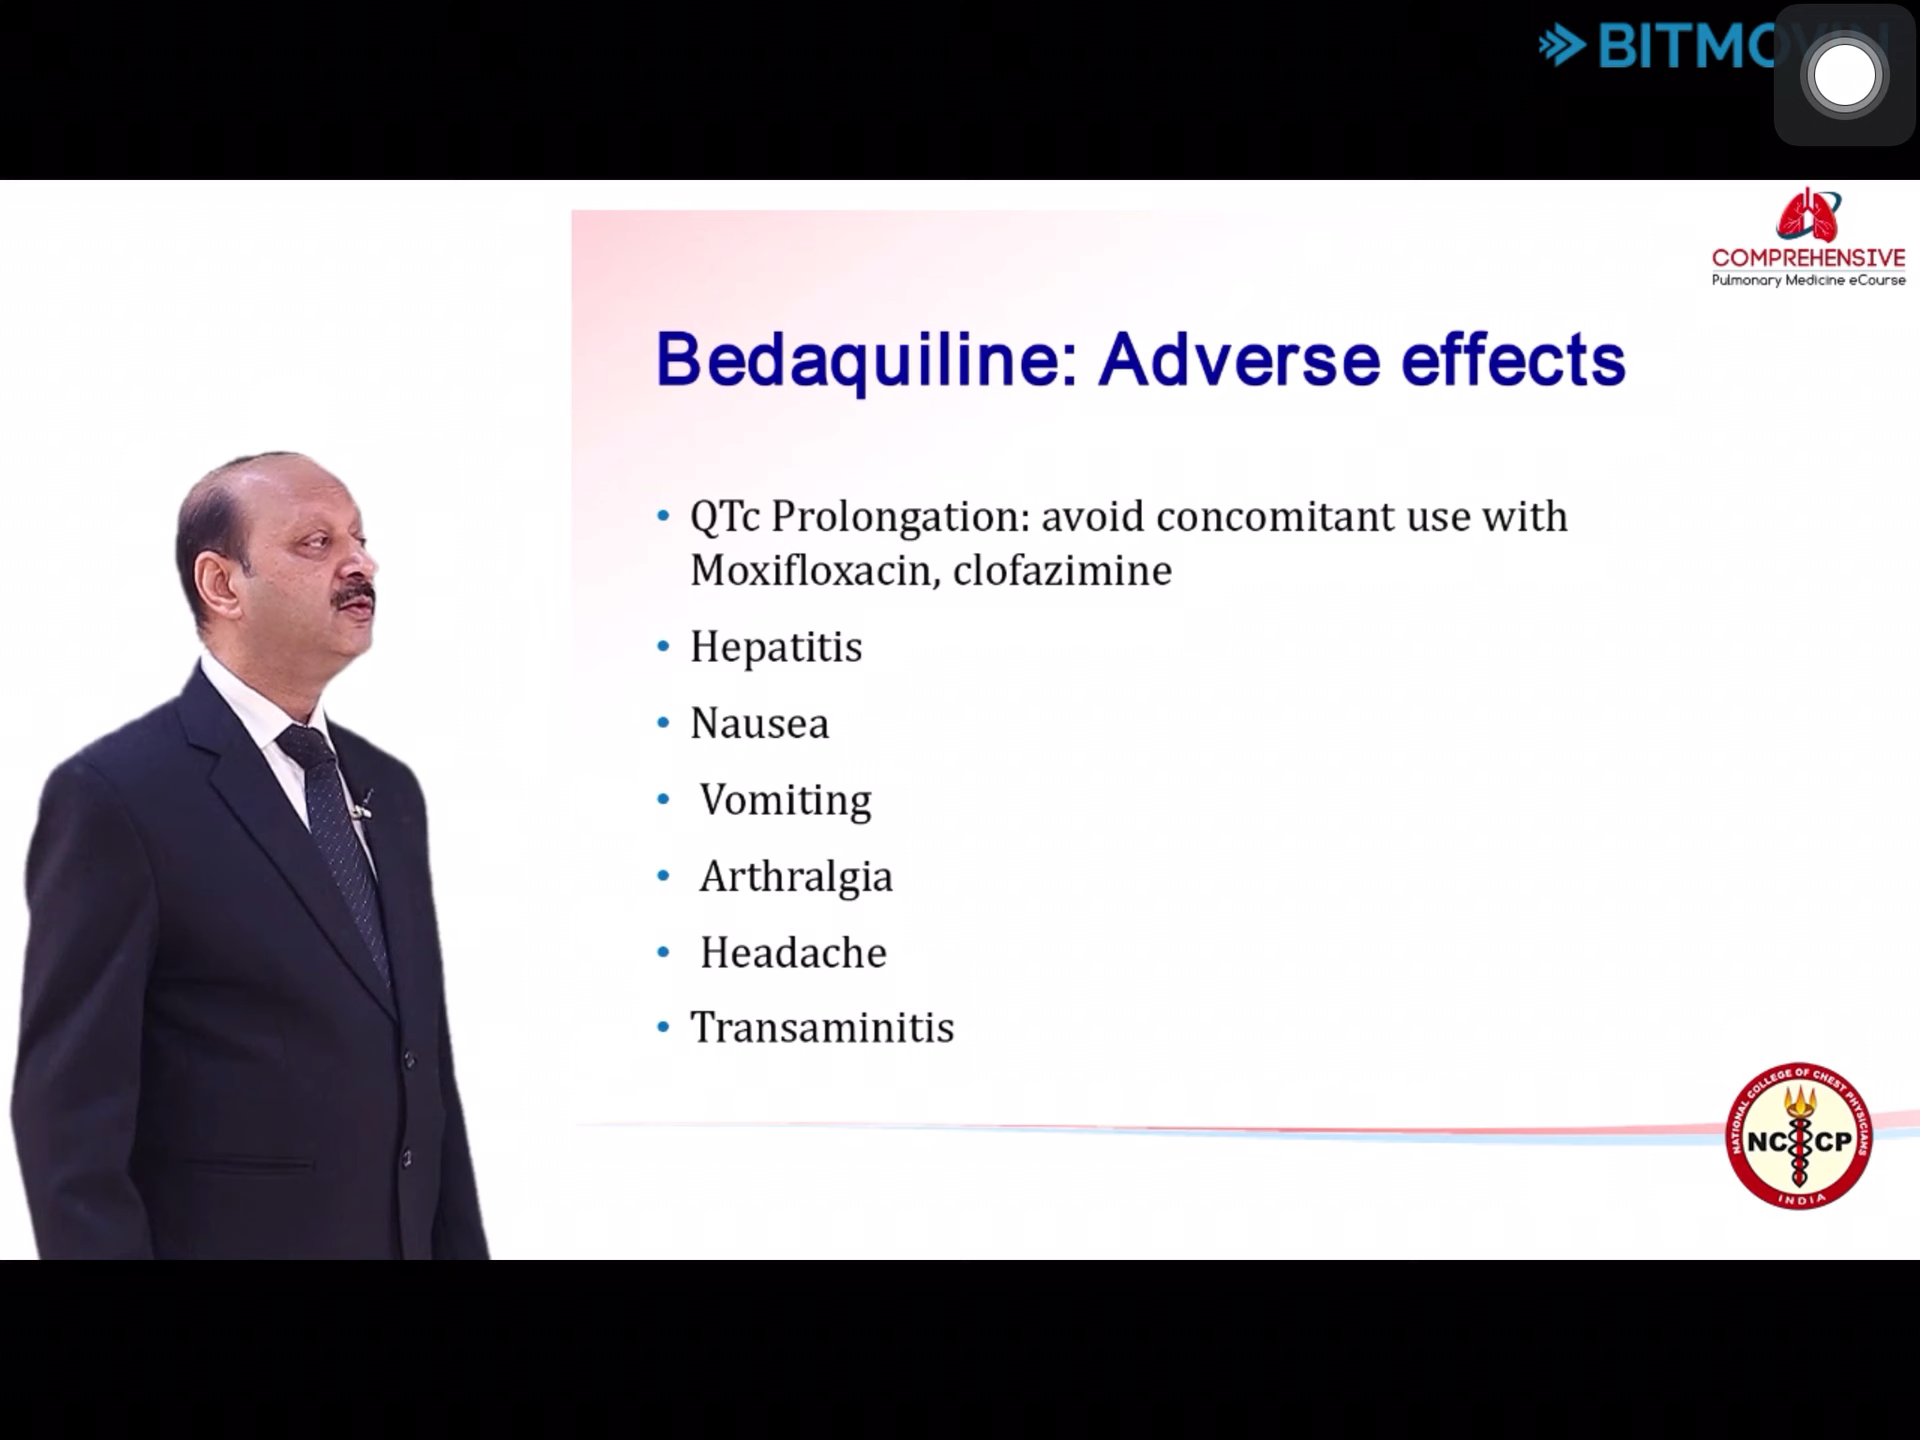 BITMOVIN
COMPREHENSIVE
Pulmonary Medicine eCourse
Bedaquiline: Adverse effects
• QTc Prolongation: avoid concomitant use with
Moxifloxacin, clofazimine
• Hepatitis
• Nausea
• Vomiting
• Arthralgia
• Headache
• Transaminitis
NATIONAL COLLEGE OF CHEST PHYSICIANS
NCCP
INDIA